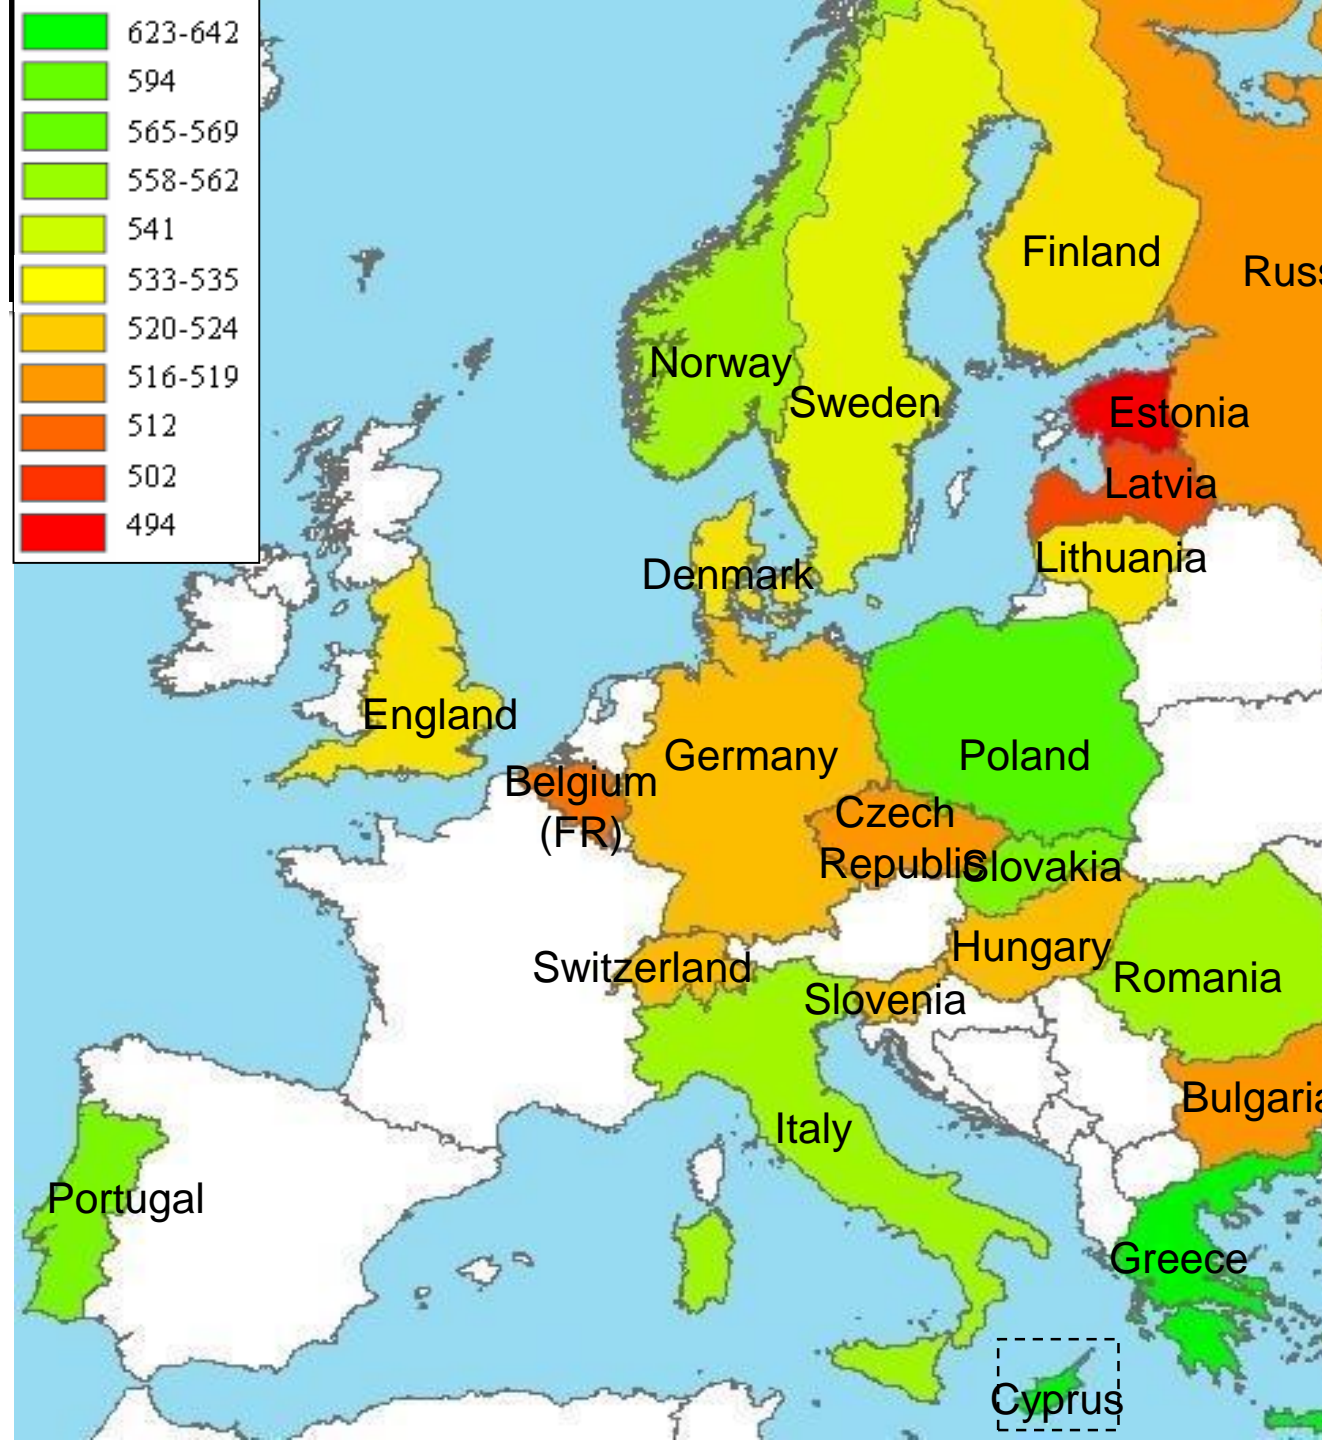 623-642
594
565-569
558-562
541
533-535
520-524
516-519
512
502
494
Finland
Russ
Norway
Sweden
Estonia
Latvia
Lithuania
Denmark
England
Germany
Poland
Belgium
(FR)
Czech
Republic
Slovakia
Hungary
Switzerland
Romania
Slovenia
Bulgaria
Italy
Portugal
Greece
Cyprus